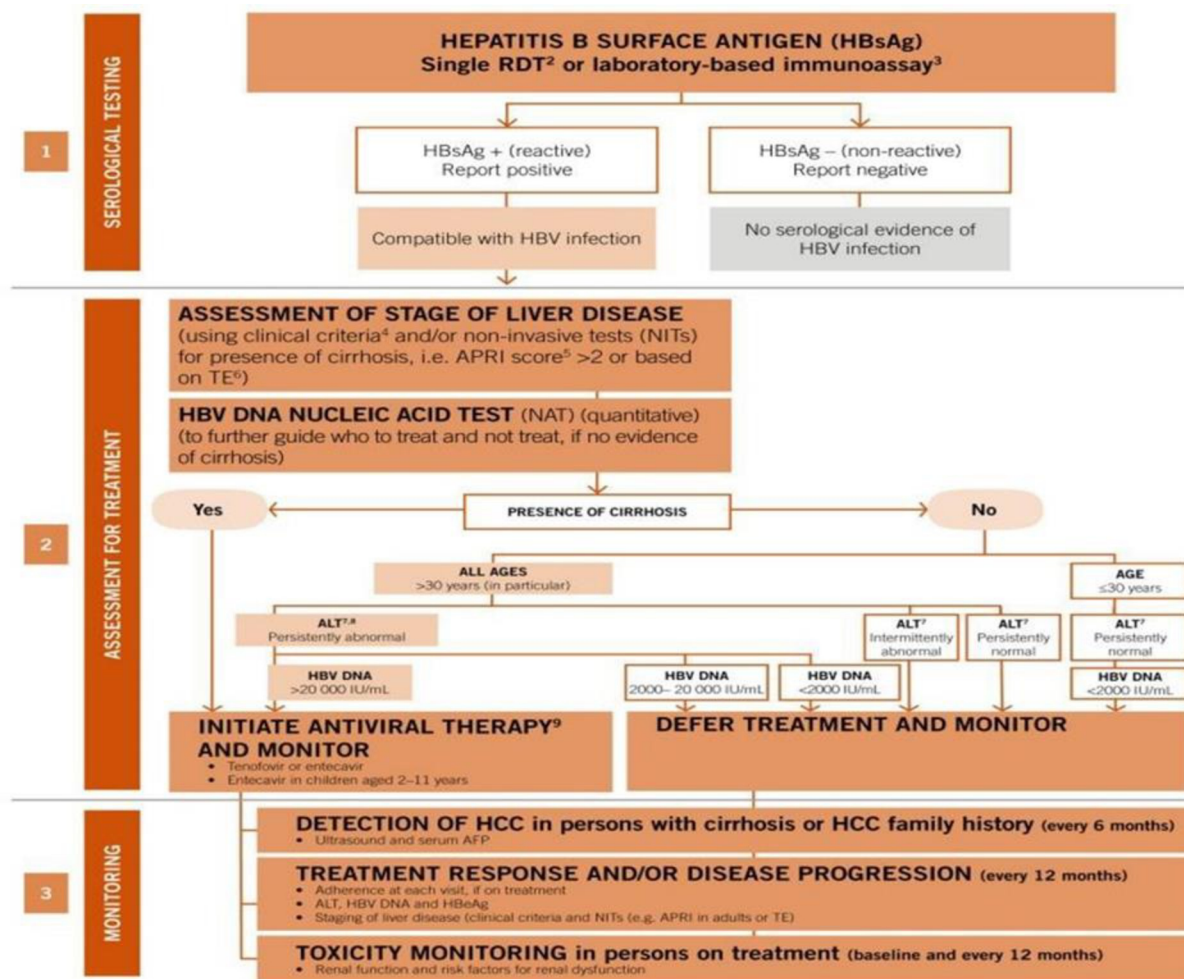 HEPATITIS B SURFACE ANTIGEN (HBsAg)
Single RDT² or laboratory-based immunoassay³
1
SEROLOGICAL TESTING
HBsAg + (reactive)
Report positive
HBsAg – (non-reactive)
Report negative
Compatible with HBV infection
No serological evidence of
HBV infection
2
ASSESSMENT FOR TREATMENT
ASSESSMENT OF STAGE OF LIVER DISEASE
(using clinical criteria⁴ and/or non-invasive tests (NITs)
for presence of cirrhosis, i.e. APRI score⁵ >2 or based
on TE⁶)
HBV DNA NUCLEIC ACID TEST (NAT) (quantitative)
(to further guide who to treat and not treat, if no evidence
of cirrhosis)
Yes
PRESENCE OF CIRRHOSIS
No
ALL AGES
>30 years (in particular)
AGE
≤30 years
ALT⁷,⁸
Persistently abnormal
ALT⁷
Intermittently
abnormal
ALT⁷
Persistently
normal
ALT⁷
Persistently
normal
HBV DNA
>20 000 IU/mL
HBV DNA
2000– 20 000 IU/mL
HBV DNA
<2000 IU/mL
HBV DNA
<2000 IU/mL
INITIATE ANTIVIRAL THERAPY⁹
AND MONITOR
• Tenofovir or entecavir
• Entecavir in children aged 2–11 years
DEFER TREATMENT AND MONITOR
3
MONITORING
DETECTION OF HCC in persons with cirrhosis or HCC family history (every 6 months)
• Ultrasound and serum AFP
TREATMENT RESPONSE AND/OR DISEASE PROGRESSION (every 12 months)
• Adherence at each visit, if on treatment
• ALT, HBV DNA and HBeAg
• Staging of liver disease (clinical criteria and NITs (e.g. APRI in adults or TE)
TOXICITY MONITORING in persons on treatment (baseline and every 12 months)
• Renal function and risk factors for renal dysfunction